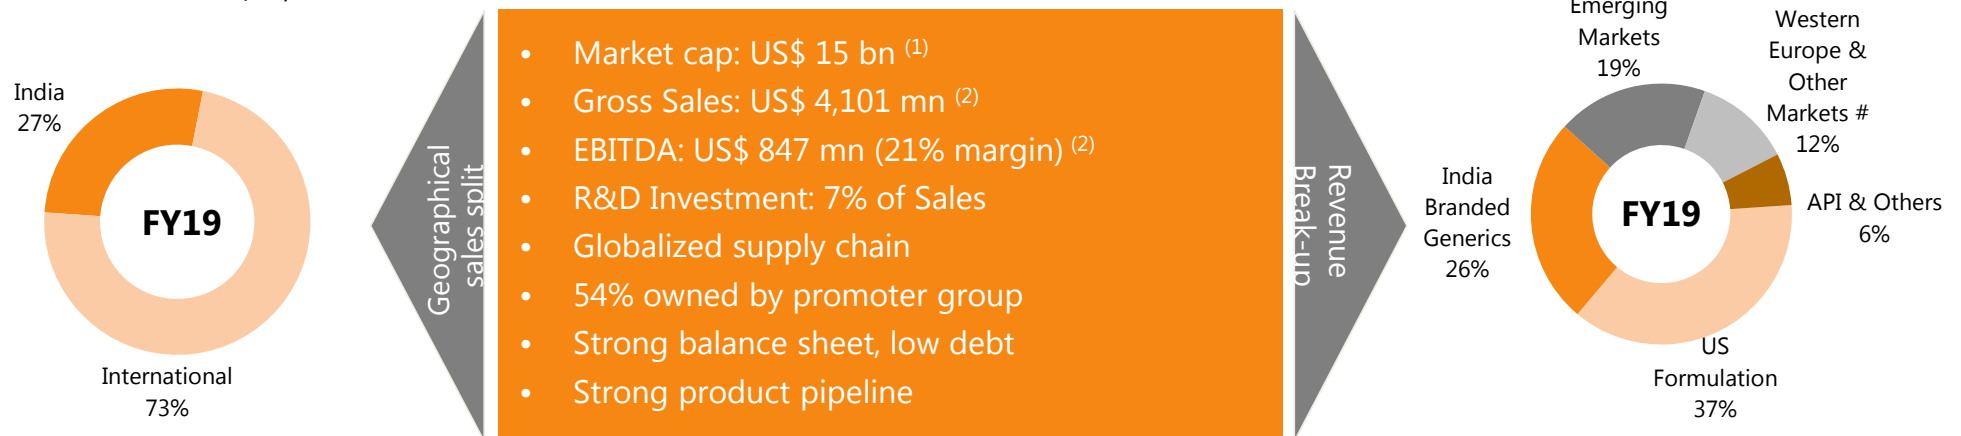 India
27%
FY19
International
73%
Geographical
sales split
• Market cap: US$ 15 bn (1)
• Gross Sales: US$ 4,101 mn (2)
• EBITDA: US$ 847 mn (21% margin) (2)
• R&D Investment: 7% of Sales
• Globalized supply chain
• 54% owned by promoter group
• Strong balance sheet, low debt
• Strong product pipeline
Revenue
Break-up
Emerging
Markets
19%
Western
Europe &
Other
Markets #
12%
India
Branded
Generics
26%
FY19
API & Others
6%
US
Formulation
37%